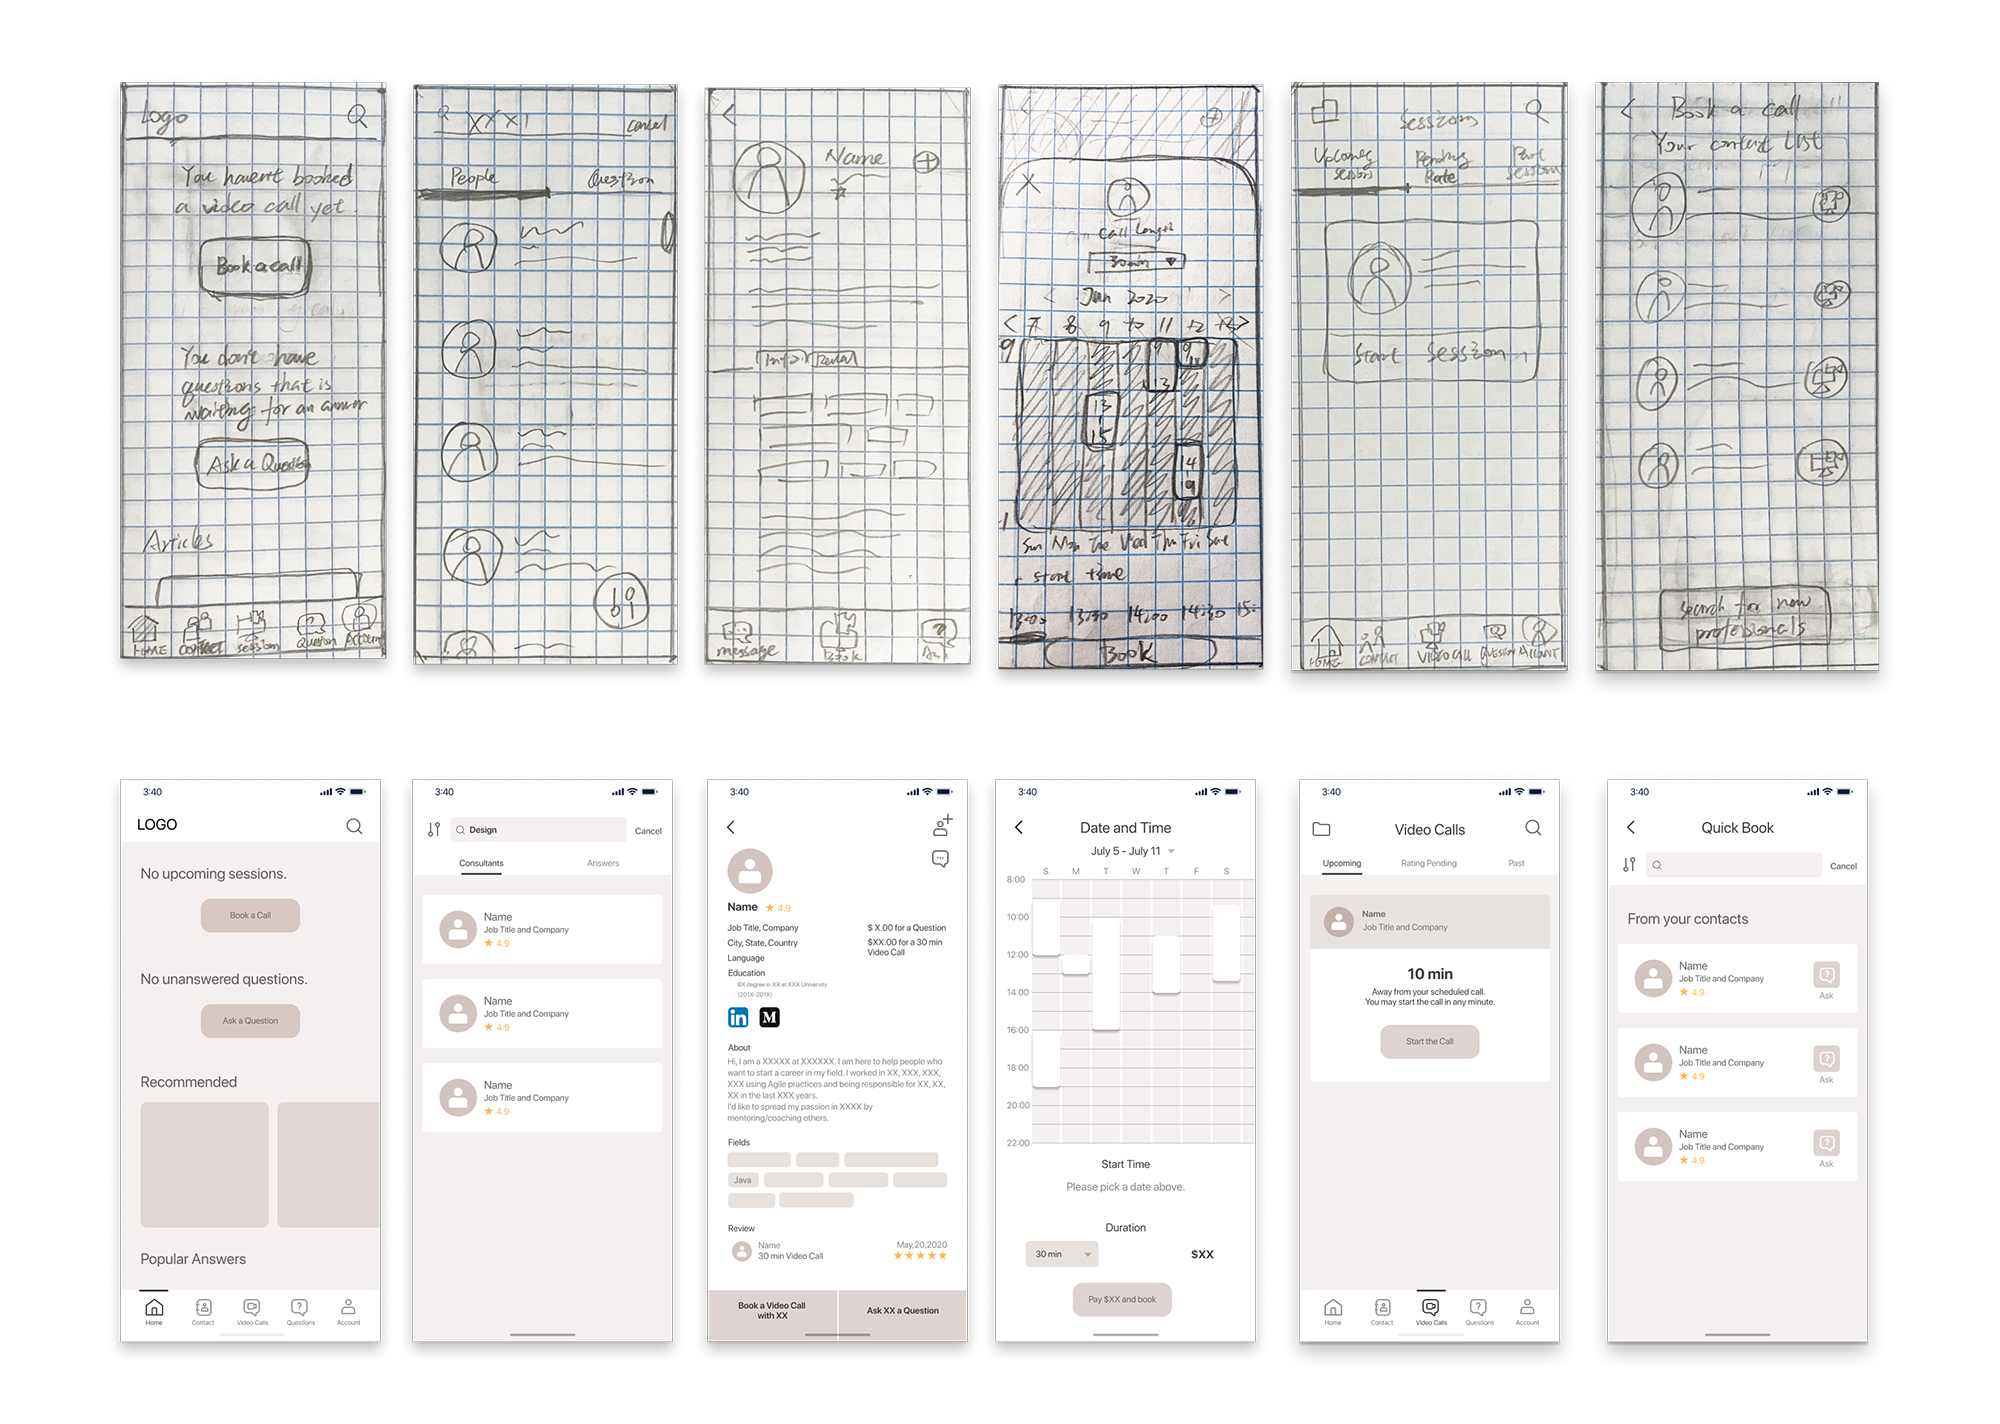 Logo
You haven't booked
a video call yet.
Book a call
You don't have
questions that is
waiting for an answer
Ask a Question
Articles
HOME
CONTACT
session
Question
Account
XXXI
cancel
People
Question
Name
message
Book
Ask
Call Length
30min
Jun 2020
7 8 9 10 11 12 13
9
13
15
14
Sun Mon Tue Wed Thu Fri Sat
start time
13:00 13:30 14:00 14:30 15:
Book
Sessions
Upcoming
session
Pending
Rate
Past
session
Start Session
HOME
CONTACT
VIDEO CALL
QUESTION
ACCOUNT
Book a call
Your contact List
search for new
professionals
3:40
LOGO
No upcoming sessions.
Book a Call
No unanswered questions.
Ask a Question
Recommended
Popular Answers
Home
Contact
Video Calls
Questions
Account
3:40
Design
Cancel
Consultants
Answers
Name
Job Title and Company
★ 4.9
Name
Job Title and Company
★ 4.9
Name
Job Title and Company
★ 4.9
3:40
Name ★ 4.9
Job Title, Company
City, State, Country
Language
Education
BX degree in XX at XXX University
(201X-201X)
$ X.00 for a Question
$XX.00 for a 30 min
Video Call
in
M
About
Hi, I am a XXXXX at XXXXXX. I am here to help people who
want to start a career in my field. I worked in XX, XXX, XXX,
XXX using Agile practices and being responsible for XX, XX,
XX in the last XXX years.
I'd like to spread my passion in XXXX by
mentoring/coaching others.
Fields
Java
Review
Name
30 min Video Call
May,20,2020
★★★★★
Book a Video Call
with XX
Ask XX a Question
3:40
Date and Time
July 5 - July 11
S M T W T F S
8:00
10:00
12:00
14:00
16:00
18:00
20:00
22:00
Start Time
Please pick a date above.
Duration
30 min
$XX
Pay $XX and book
3:40
Video Calls
Upcoming
Rating Pending
Past
Name
Job Title and Company
10 min
Away from your scheduled call.
You may start the call in any minute.
Start the Call
Home
Contact
Video Calls
Questions
Account
3:40
Quick Book
Cancel
From your contacts
Name
Job Title and Company
★ 4.9
Ask
Name
Job Title and Company
★ 4.9
Ask
Name
Job Title and Company
★ 4.9
Ask